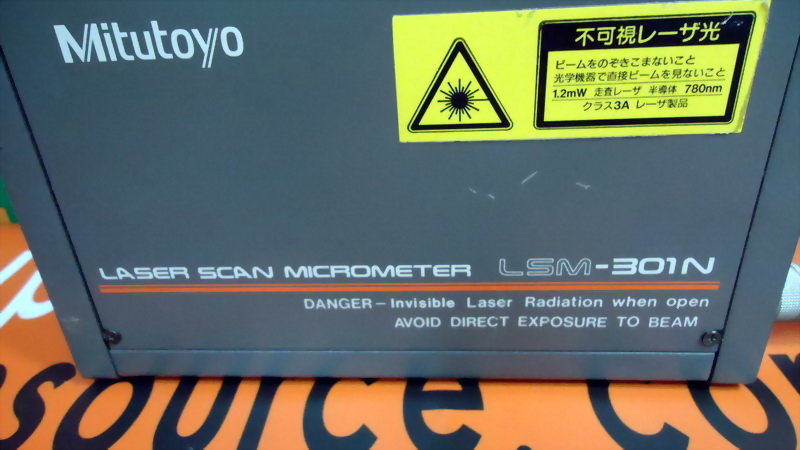 Mitutoyo
不可視レーザ光
ビームをのぞきこまないこと
光学機器で直接ビームを見ないこと
1.2mW 走査レーザ 半導体 780nm
クラス3A レーザ製品
LASER SCAN MICROMETER LSM-301N
DANGER-Invisible Laser Radiation when open
AVOID DIRECT EXPOSURE TO BEAM
source.com